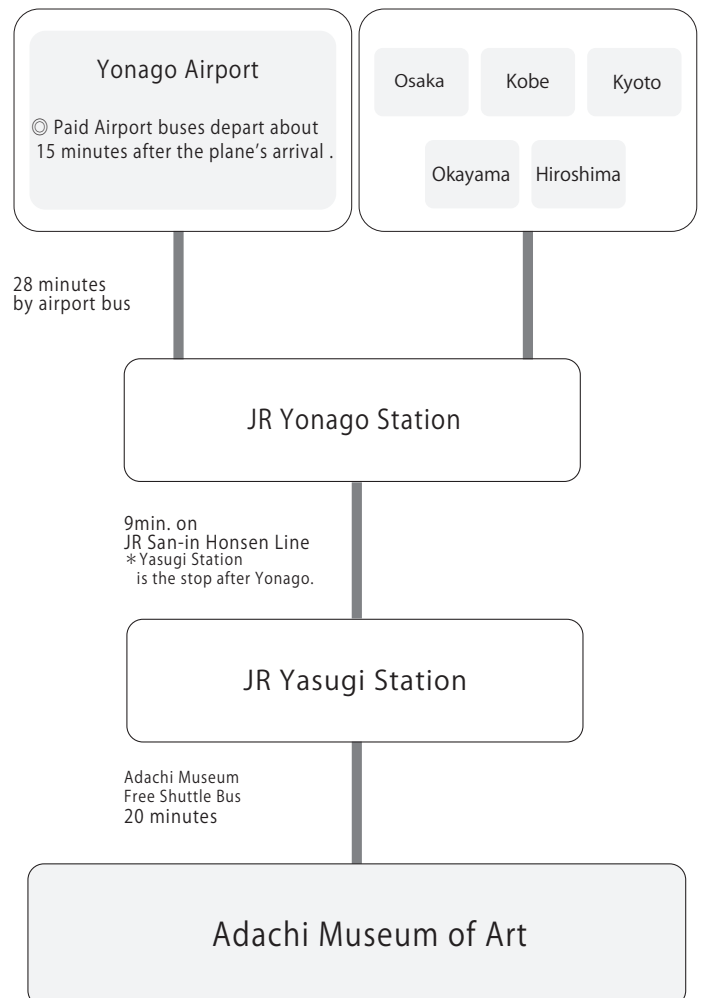 Yonago Airport
◎ Paid Airport buses depart about
15 minutes after the plane's arrival .
Osaka
Kobe
Kyoto
Okayama
Hiroshima
28 minutes
by airport bus
JR Yonago Station
9min. on
JR San-in Honsen Line
＊Yasugi Station
is the stop after Yonago.
JR Yasugi Station
Adachi Museum
Free Shuttle Bus
20 minutes
Adachi Museum of Art